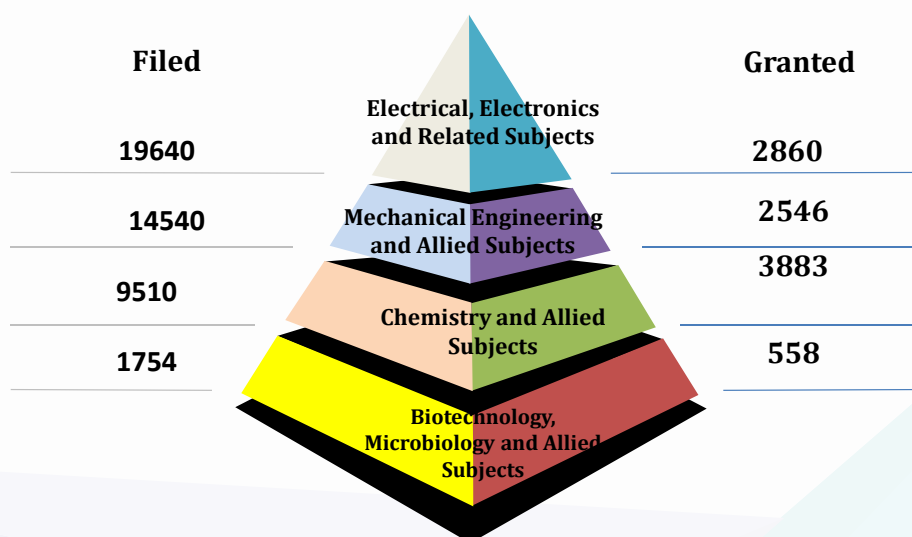 Filed
Granted
Electrical, Electronics
and Related Subjects
19640
2860
Mechanical Engineering
and Allied Subjects
14540
2546
9510
3883
Chemistry and Allied
Subjects
1754
558
Biotechnology,
Microbiology and Allied
Subjects